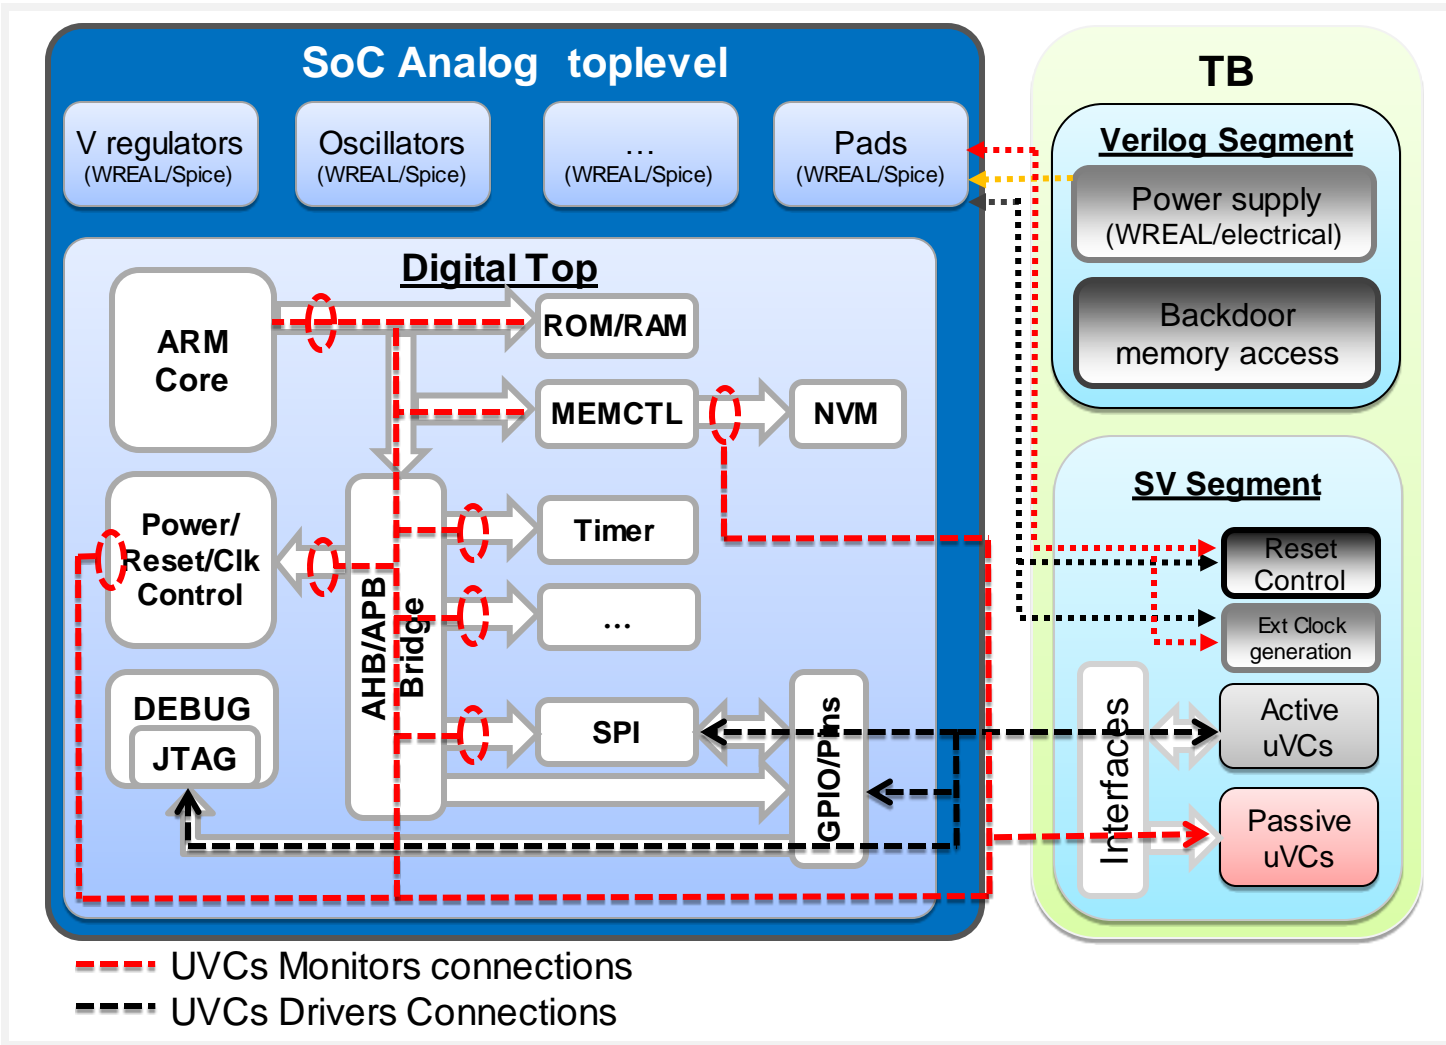 SoC Analog toplevel
V regulators
(WREAL/Spice)
Oscillators
(WREAL/Spice)
...
(WREAL/Spice)
Pads
(WREAL/Spice)
Digital Top
ARM
Core
ROM/RAM
MEMCTL
NVM
Power/
Reset/Clk
Control
AHB/APB
Bridge
Timer
...
DEBUG
JTAG
SPI
GPIO/Pins
TB
Verilog Segment
Power supply
(WREAL/electrical)
Backdoor
memory access
SV Segment
Reset
Control
Ext Clock
generation
Interfaces
Active
uVCs
Passive
uVCs
UVCs Monitors connections
UVCs Drivers Connections